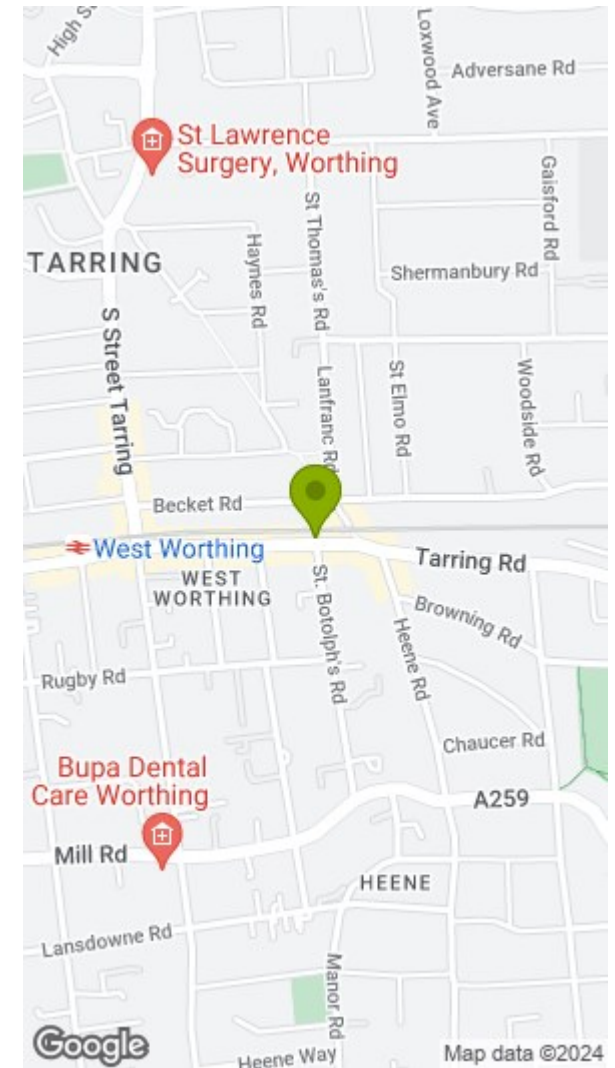 High S
Loxwood Ave
Adversane Rd
St Lawrence
Surgery, Worthing
Gaisford Rd
St Thomas's Rd
Haynes Rd
TARRING
Shermanbury Rd
S Street Tarring
Lanfranc Rd
St Elmo Rd
Woodside Rd
Becket Rd
West Worthing
Tarring Rd
WEST
WORTHING
St. Botolph's Rd
Browning Rd
Heene Rd
Rugby Rd
Chaucer Rd
Bupa Dental
Care Worthing
A259
Mill Rd
HEENE
Lansdowne Rd
Manor Rd
Google
Heene Way
Map data ©2024